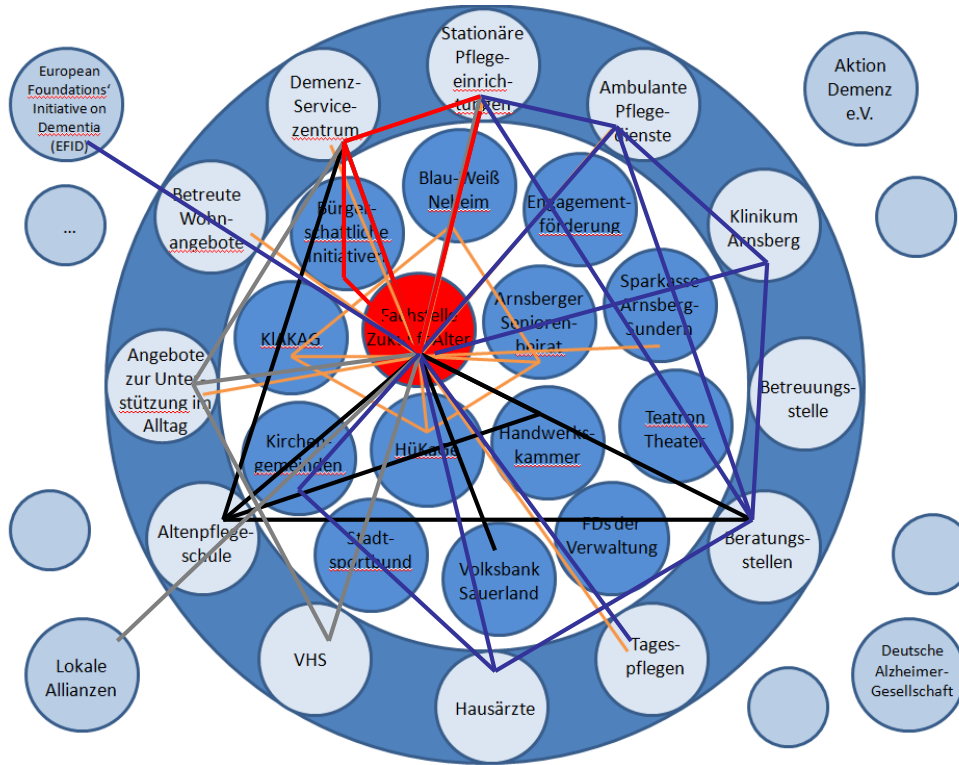 Stationäre
Pflege-
einrich-
tungen
European
Foundations‘
Initiative on
Dementia
(EFID)
Demenz-
Service-
zentrum
Ambulante
Pflege-
dienste
Aktion
Demenz
e.V.
...
Betreute
Wohn-
angebote
Bürger-
schaftliche
Initiativen
Blau-Weiß
Neheim
Engagement-
förderung
Klinikum
Arnsberg
KlAKAG
Fachstelle
Zukunft Alter
Arnsberger
Senioren-
beirat
Sparkasse
Arnsberg-
Sundern
Angebote
zur Unter-
stützung im
Alltag
Betreuungs-
stelle
Kirchen-
gemeinden
HüKaDe
Handwerks-
kammer
Teatron
Theater
Altenpflege-
schule
Stadt-
sportbund
Volksbank
Sauerland
FDs der
Verwaltung
Beratungs-
stellen
Lokale
Allianzen
VHS
Hausärzte
Tages-
pflegen
Deutsche
Alzheimer-
Gesellschaft